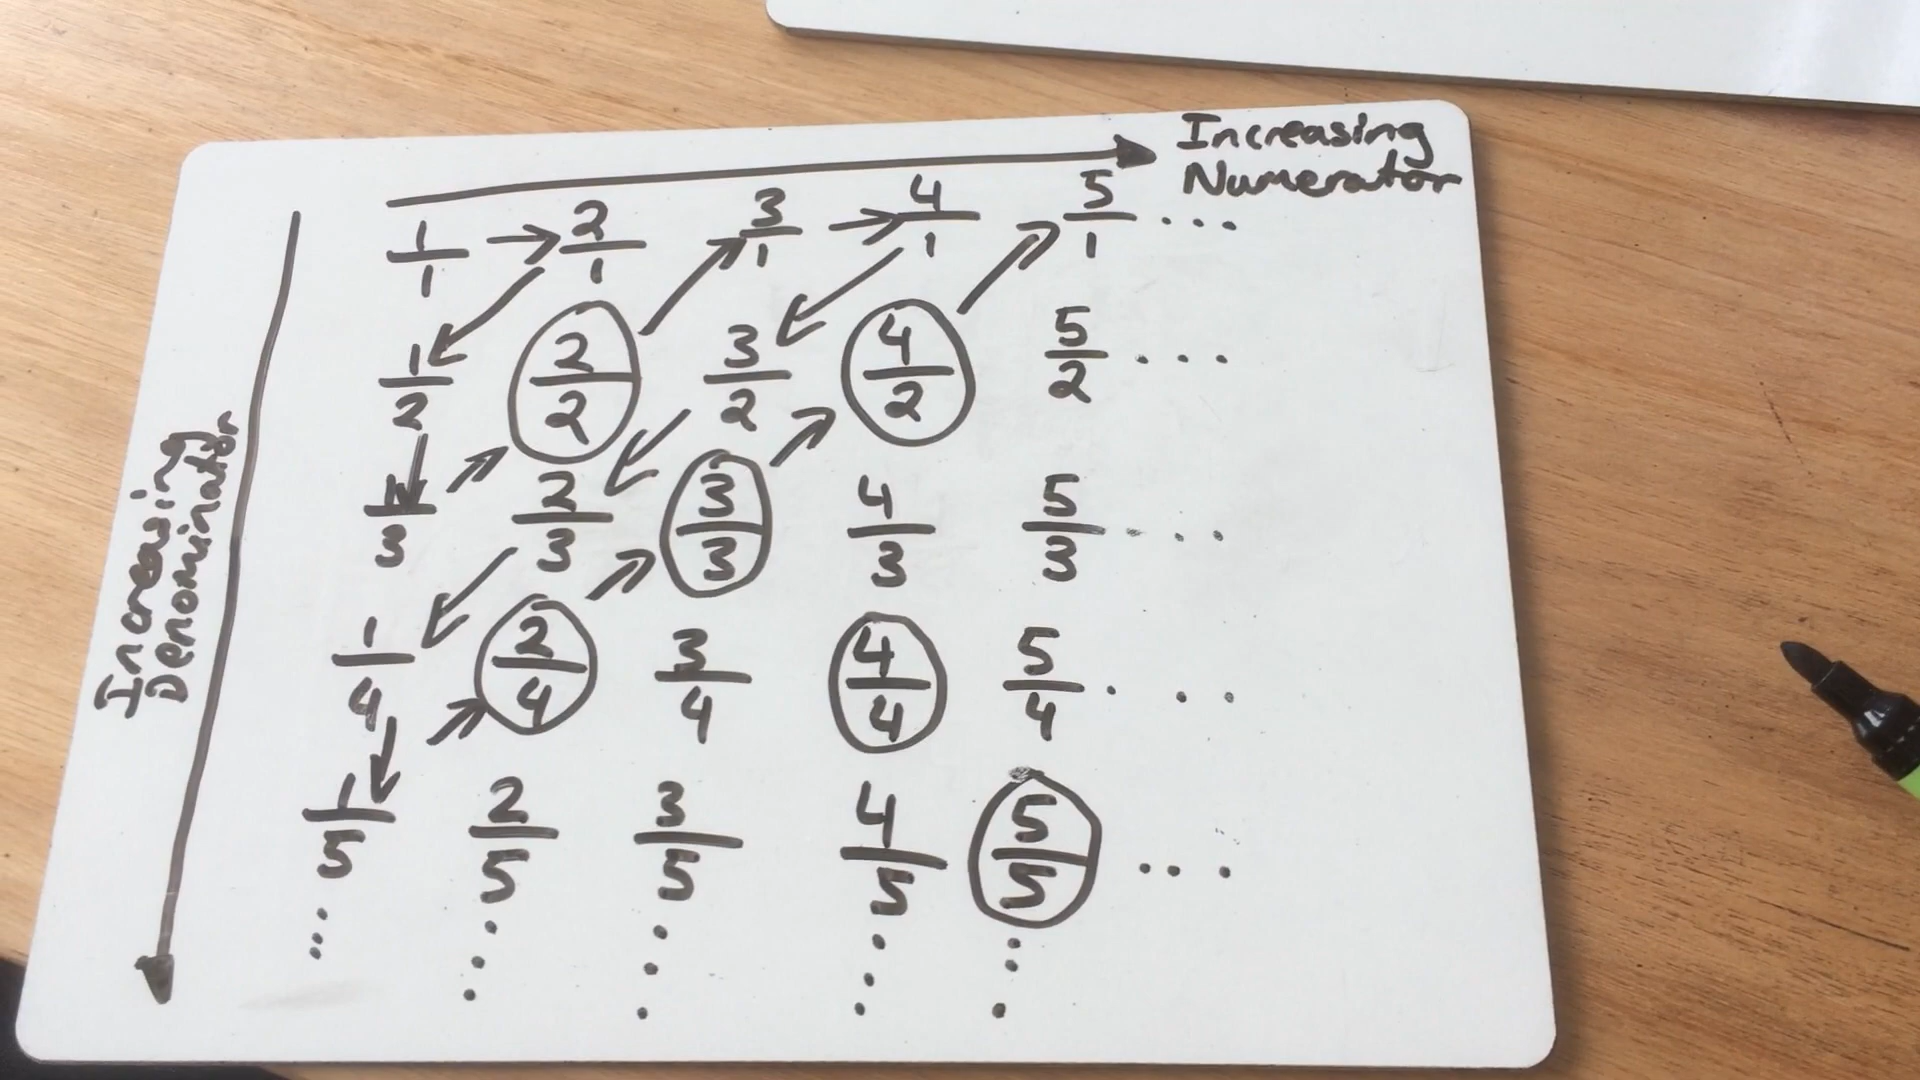 Increasing
Numerator
1/1 → 2/1 3/1 → 4/1 5/1 ...
1/2 2/2 3/2 4/2 5/2 ...
1/3 2/3 3/3 4/3 5/3 ...
1/4 2/4 3/4 4/4 5/4 ...
1/5 2/5 3/5 4/5 5/5 ...
Increasing
Denominator